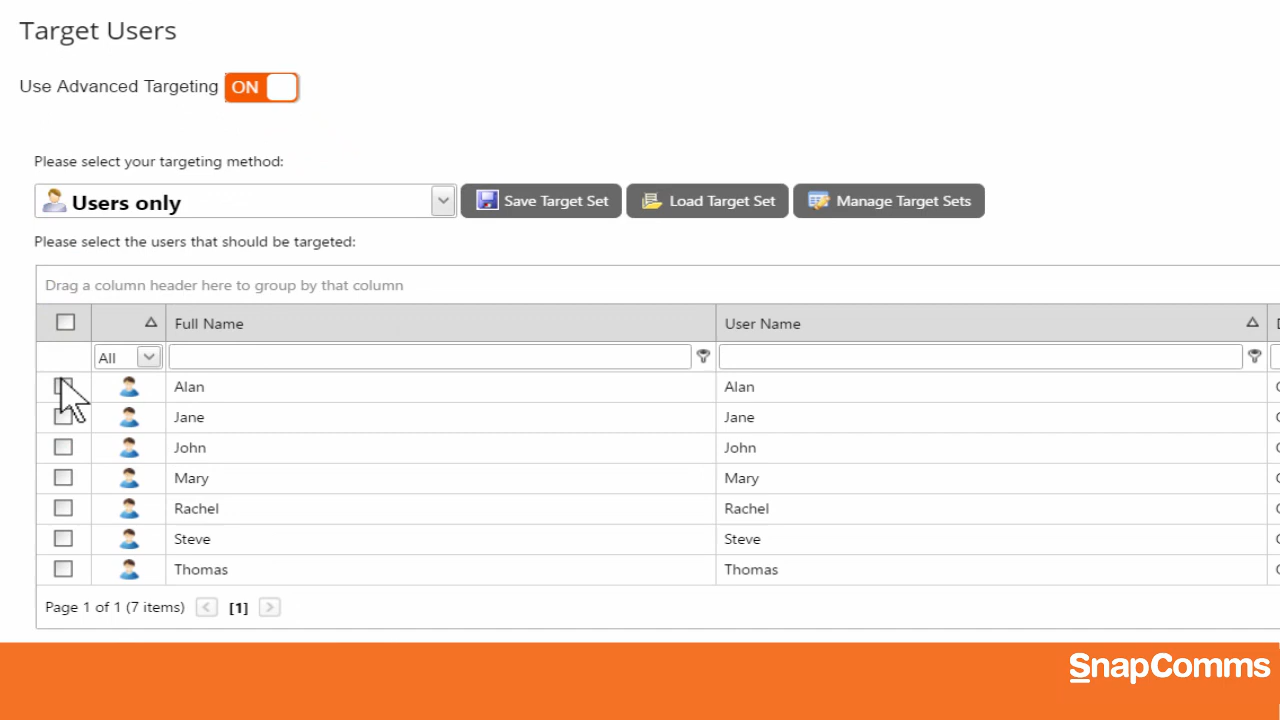 Target Users
Use Advanced Targeting ON
Please select your targeting method:
Users only Save Target Set Load Target Set Manage Target Sets
Please select the users that should be targeted:
Drag a column header here to group by that column
Full Name User Name
All
Alan Alan
Jane Jane
John John
Mary Mary
Rachel Rachel
Steve Steve
Thomas Thomas
Page 1 of 1 (7 items) [1]
SnapComms